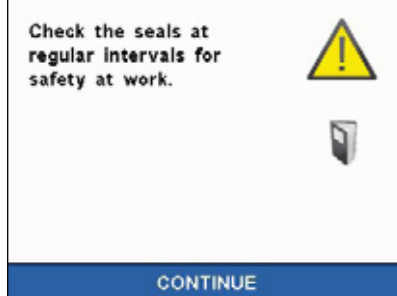 Check the seals at
regular intervals for
safety at work.
CONTINUE